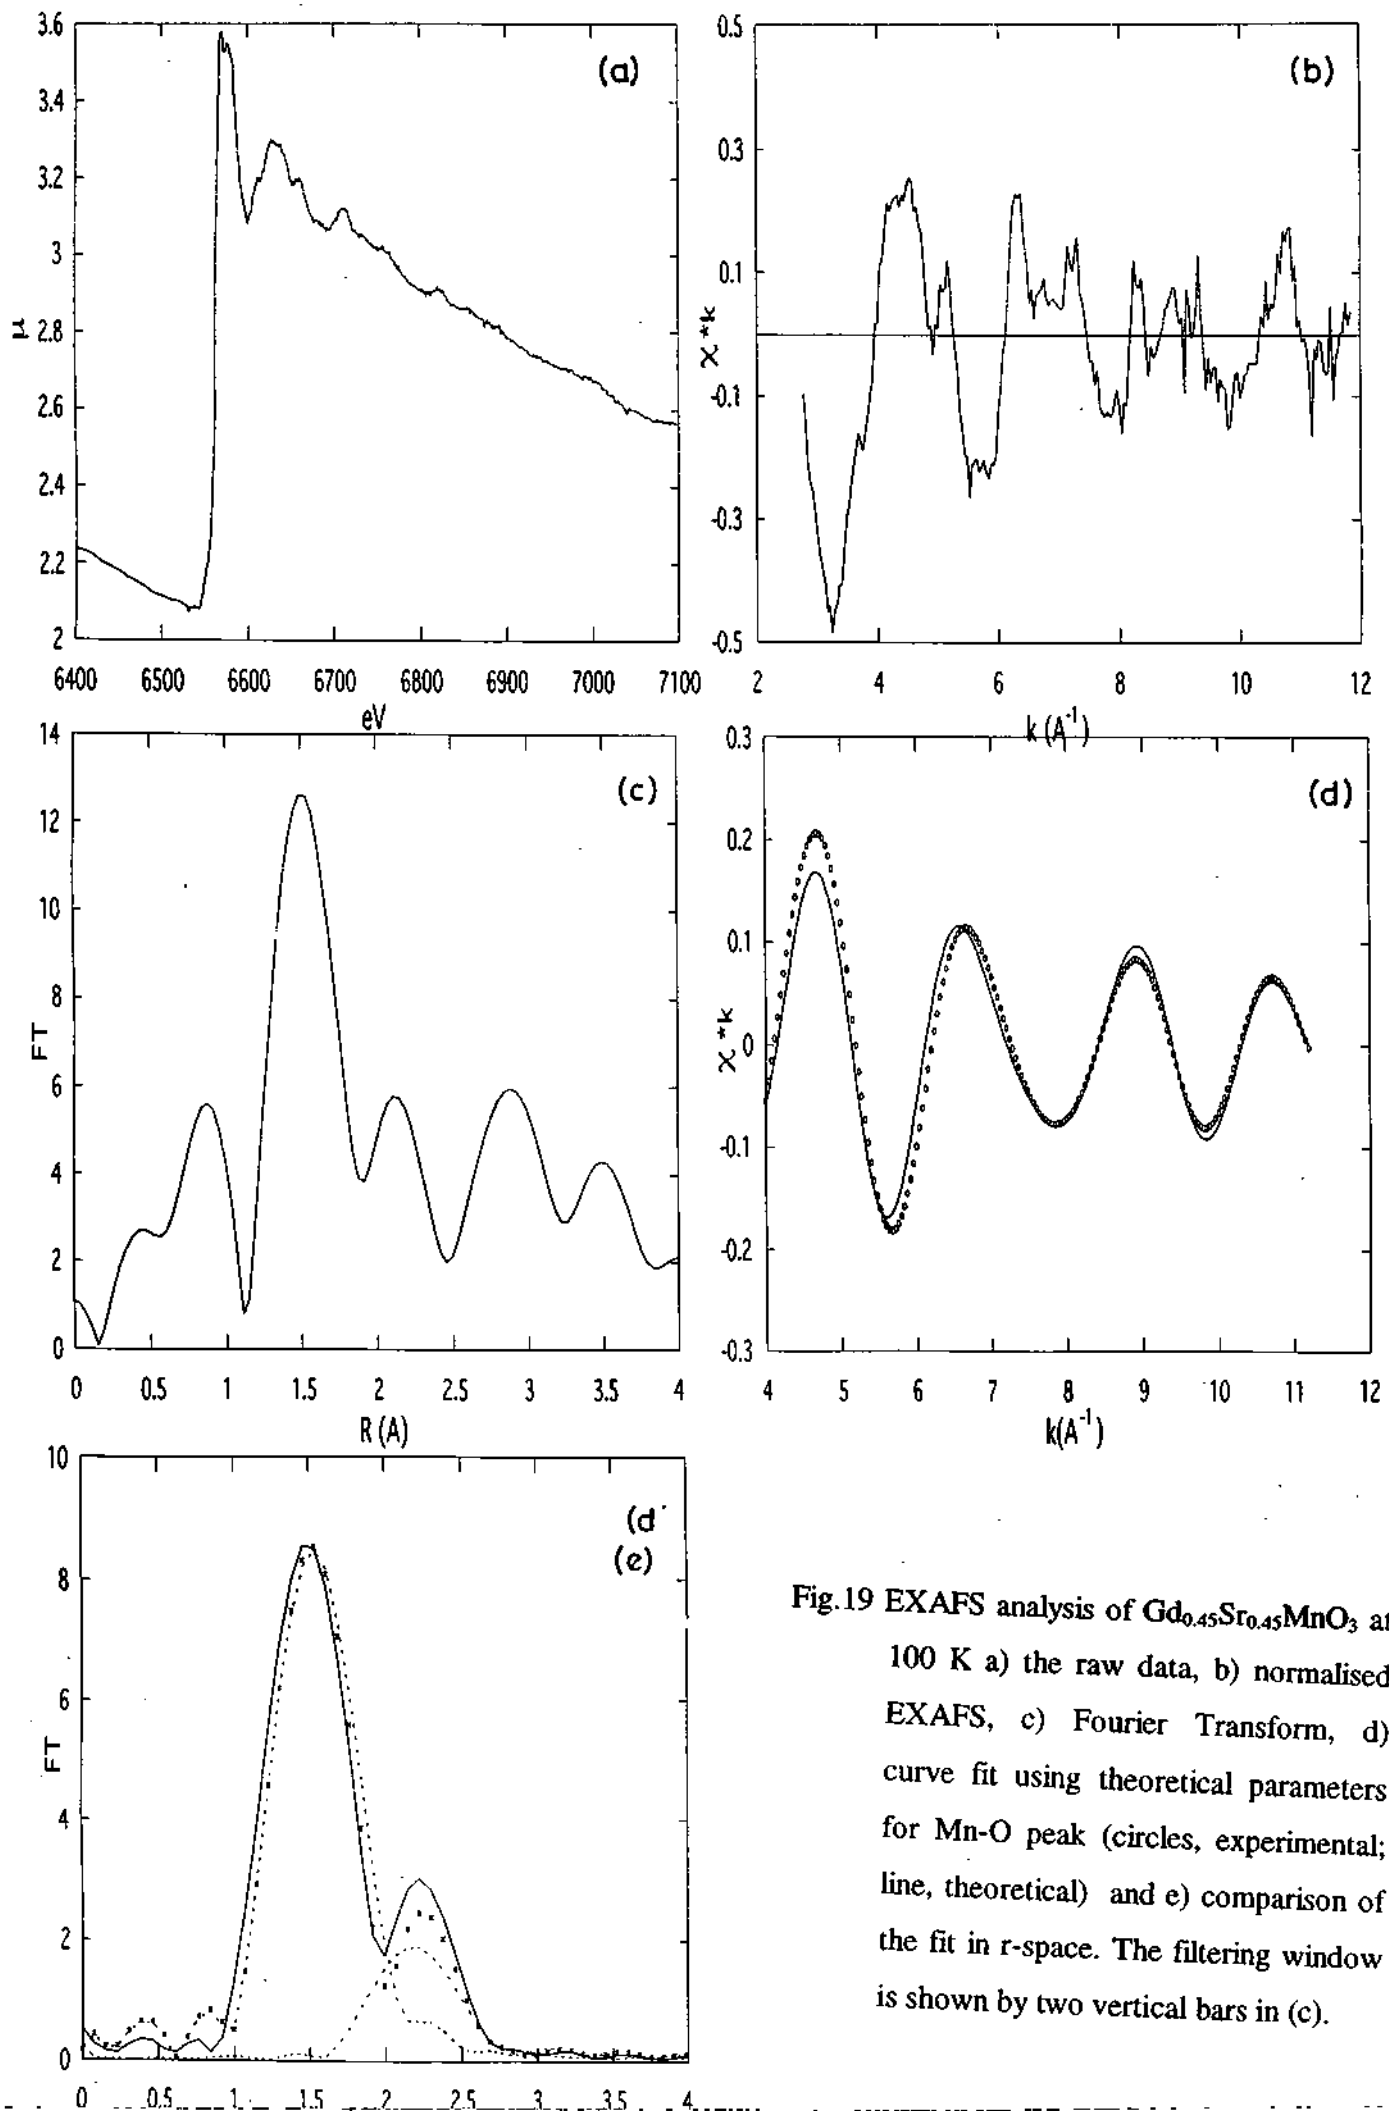 (a)
3.6
3.4
3.2
3
2.8
2.6
2.4
2.2
2
μ
6400 6500 6600 6700 6800 6900 7000 7100
eV
(b)
0.5
0.3
0.1
-0.1
-0.3
-0.5
χ*k
2 4 6 8 10 12
k(A⁻¹)
(c)
14
12
10
8
6
4
2
0
FT
0 0.5 1 1.5 2 2.5 3 3.5 4
R(A)
(d)
0.3
0.2
0.1
0
-0.1
-0.2
-0.3
χ*k
4 5 6 7 8 9 10 11 12
k(A⁻¹)
(d
(e)
10
8
6
4
2
0
FT
0 0.5 1 1.5 2 2.5 3 3.5 4
Fig.19 EXAFS analysis of Gd₀.₄₅Sr₀.₄₅MnO₃ at
100 K a) the raw data, b) normalised
EXAFS, c) Fourier Transform, d)
curve fit using theoretical parameters
for Mn-O peak (circles, experimental;
line, theoretical) and e) comparison of
the fit in r-space. The filtering window
is shown by two vertical bars in (c).